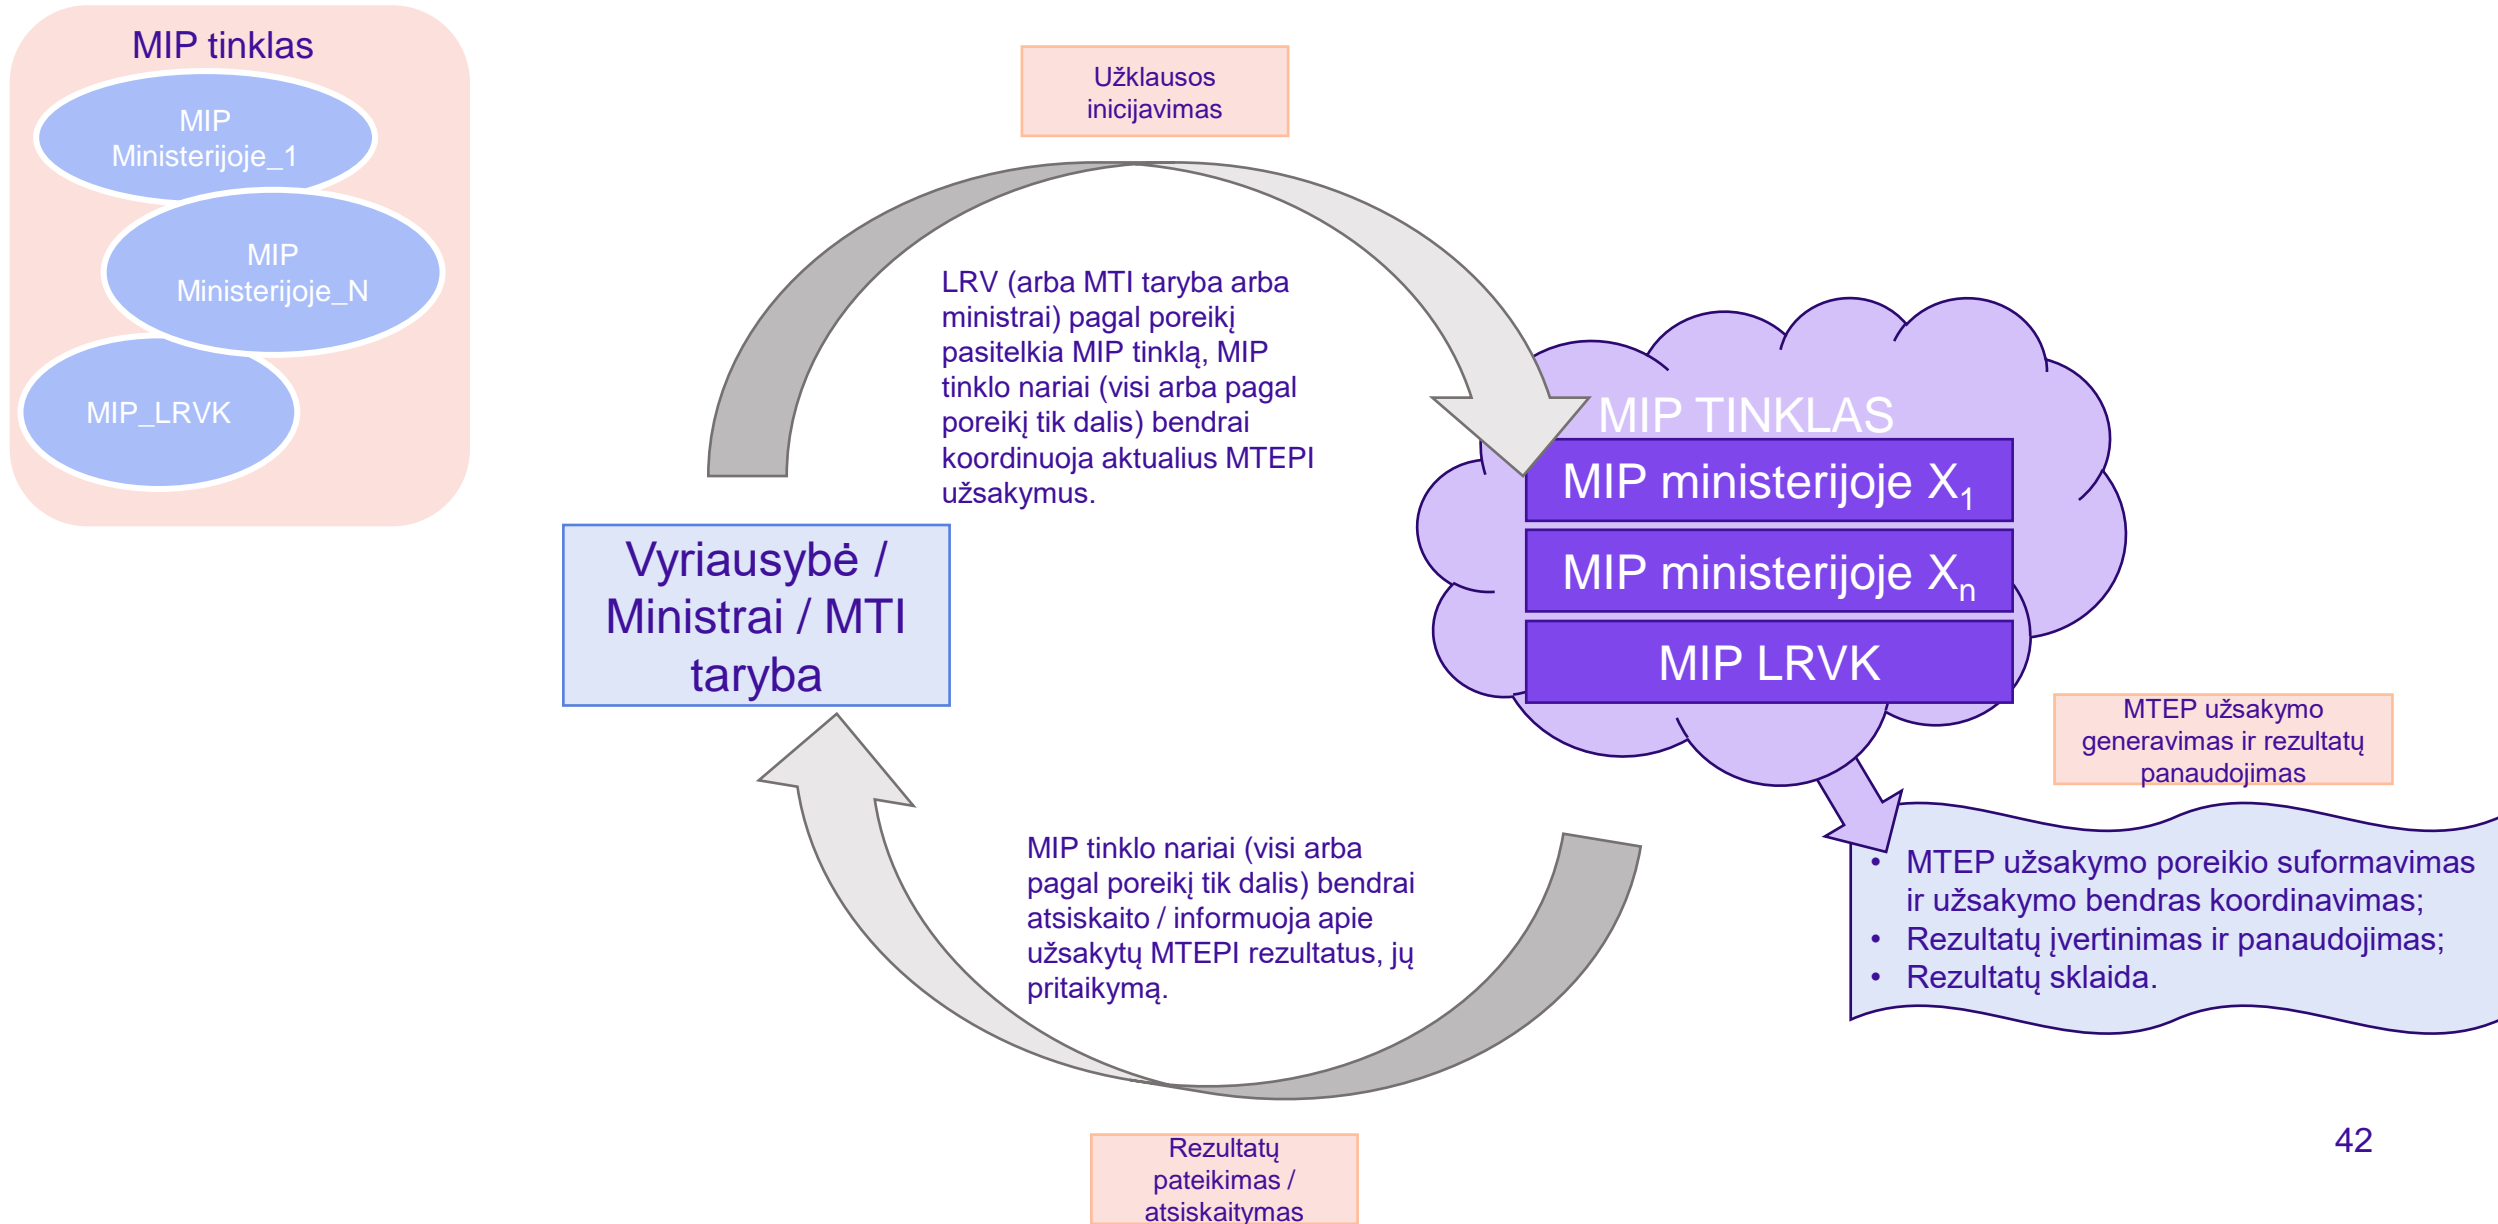 MIP tinklas
MIP
Ministerijoje_1
MIP
Ministerijoje_N
MIP_LRVK
Užklausos
inicijavimas
LRV (arba MTI taryba arba
ministrai) pagal poreikį
pasitelkia MIP tinklą, MIP
tinklo nariai (visi arba pagal
poreikį tik dalis) bendrai
koordinuoja aktualius MTEPI
užsakymus.
Vyriausybė /
Ministrai / MTI
taryba
MIP TINKLAS
MIP ministerijoje X₁
MIP ministerijoje Xₙ
MIP LRVK
MTEP užsakymo
generavimas ir rezultatų
panaudojimas
• MTEP užsakymo poreikio suformavimas
ir užsakymo bendras koordinavimas;
• Rezultatų įvertinimas ir panaudojimas;
• Rezultatų sklaida.
MIP tinklo nariai (visi arba
pagal poreikį tik dalis) bendrai
atsiskaito / informuoja apie
užsakytų MTEPI rezultatus, jų
pritaikymą.
Rezultatų
pateikimas /
atsiskaitymas
42